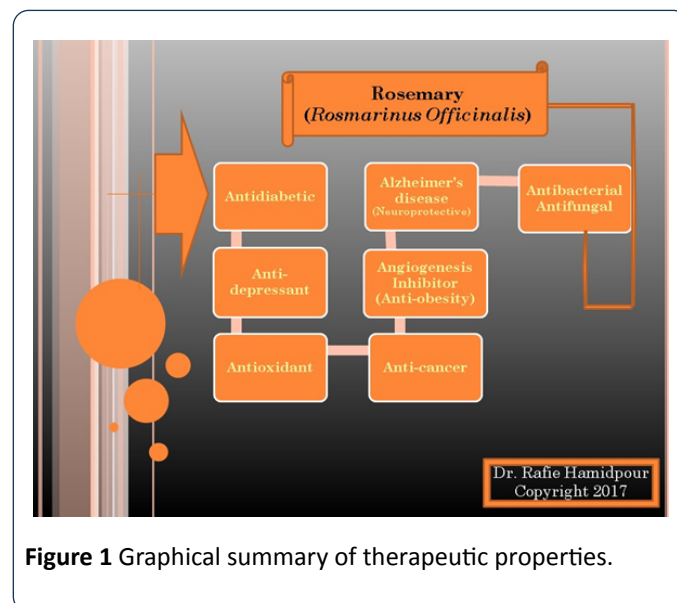 Rosemary
(Rosmarinus Officinalis)
Antidiabetic
Anti-
depressant
Antioxidant
Anti-cancer
Angiogenesis
Inhibitor
(Anti-obesity)
Alzheimer's
disease
(Neuroprotective)
Antibacterial
Antifungal
Dr. Rafie Hamidpour
Copyright 2017
Figure 1 Graphical summary of therapeutic properties.